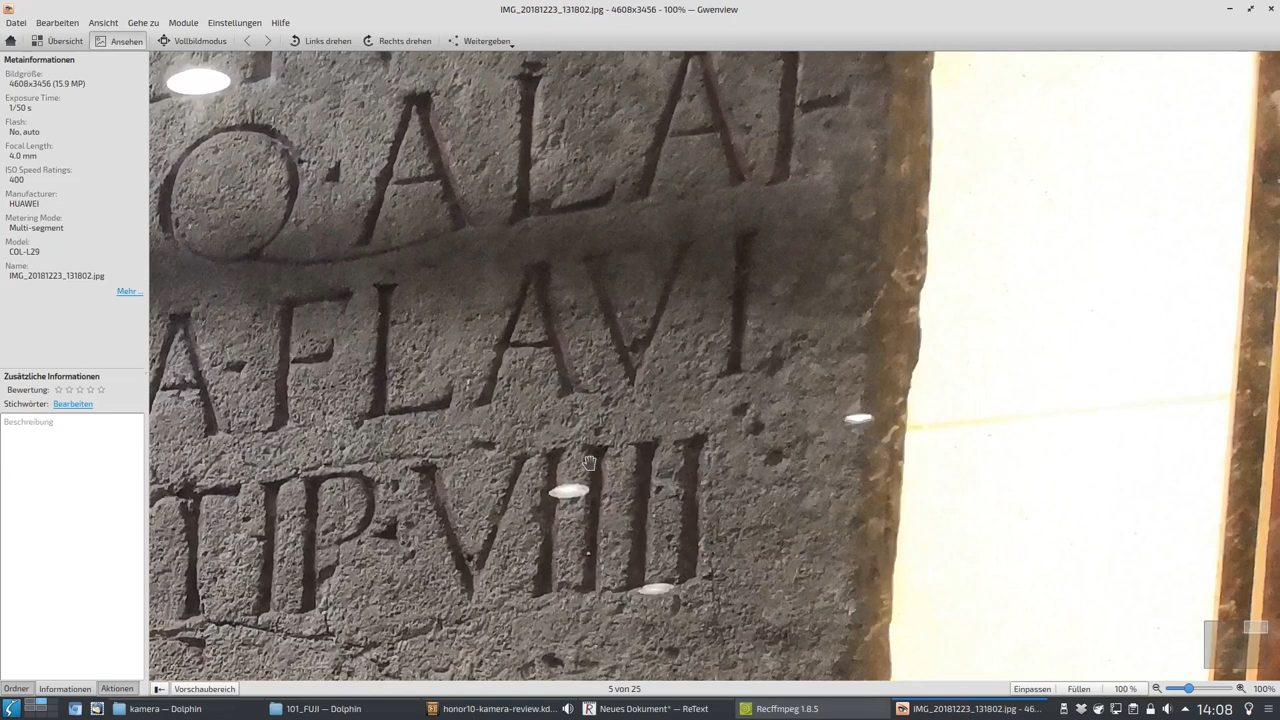 IMG_20181223_131802.jpg - 4608x3456 - 100% — Gwenview
Datei Bearbeiten Ansicht Gehe zu Module Einstellungen Hilfe
Übersicht Ansehen Vollbildmodus Links drehen Rechts drehen Weitergeben
Metainformationen
Bildgröße:
4608x3456 (15.9 MP)
Exposure Time:
1/50 s
Flash:
No, auto
Focal Length:
4.0 mm
ISO Speed Ratings:
400
Manufacturer:
HUAWEI
Metering Mode:
Multi-segment
Model:
COL-L29
Name:
IMG_20181223_131802.jpg
Mehr ...
Zusätzliche Informationen
Bewertung:
Stichwörter: Bearbeiten
Beschreibung
Q·ALAF
A·FLAVI
TIP·VIIII
Ordner Informationen Aktionen Vorschaubereich 5 von 25 Einpassen Füllen 100 % 100%
kamera — Dolphin 101_FUJI — Dolphin honor10-kamera-review.kd... Neues Dokument* — ReText Recffmpeg 1.8.5 IMG_20181223_131802.jpg - 46... 14:08